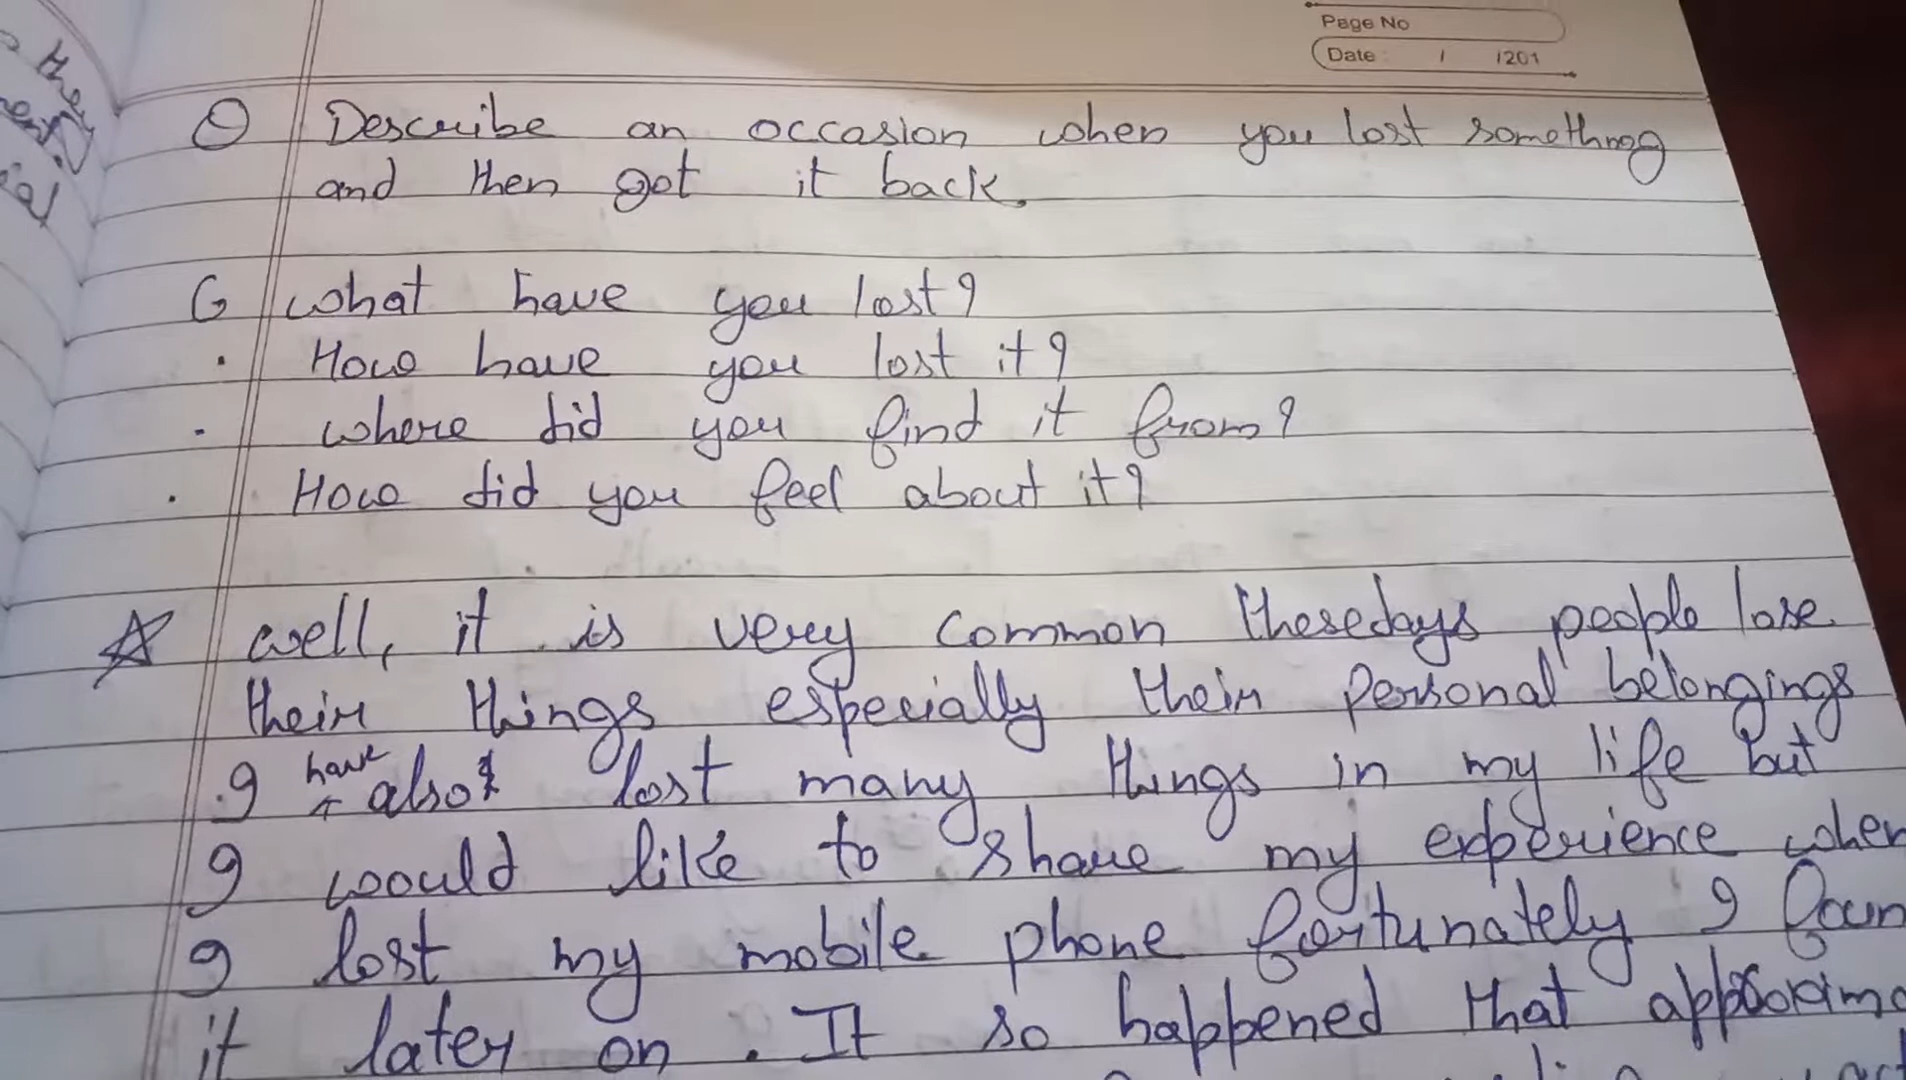 Page No
Date / /201
Q Describe an occasion when you lost something
and then got it back.
G what have you lost?
· How have you lost it?
· where did you find it from?
· How did you feel about it?
☆ well, it is very common thesedays people lose
their things especially their personal belongings
I have also lost many things in my life but
I would like to share my experience when
I lost my mobile phone fortunately I foun
it later on. It so happened that approxima